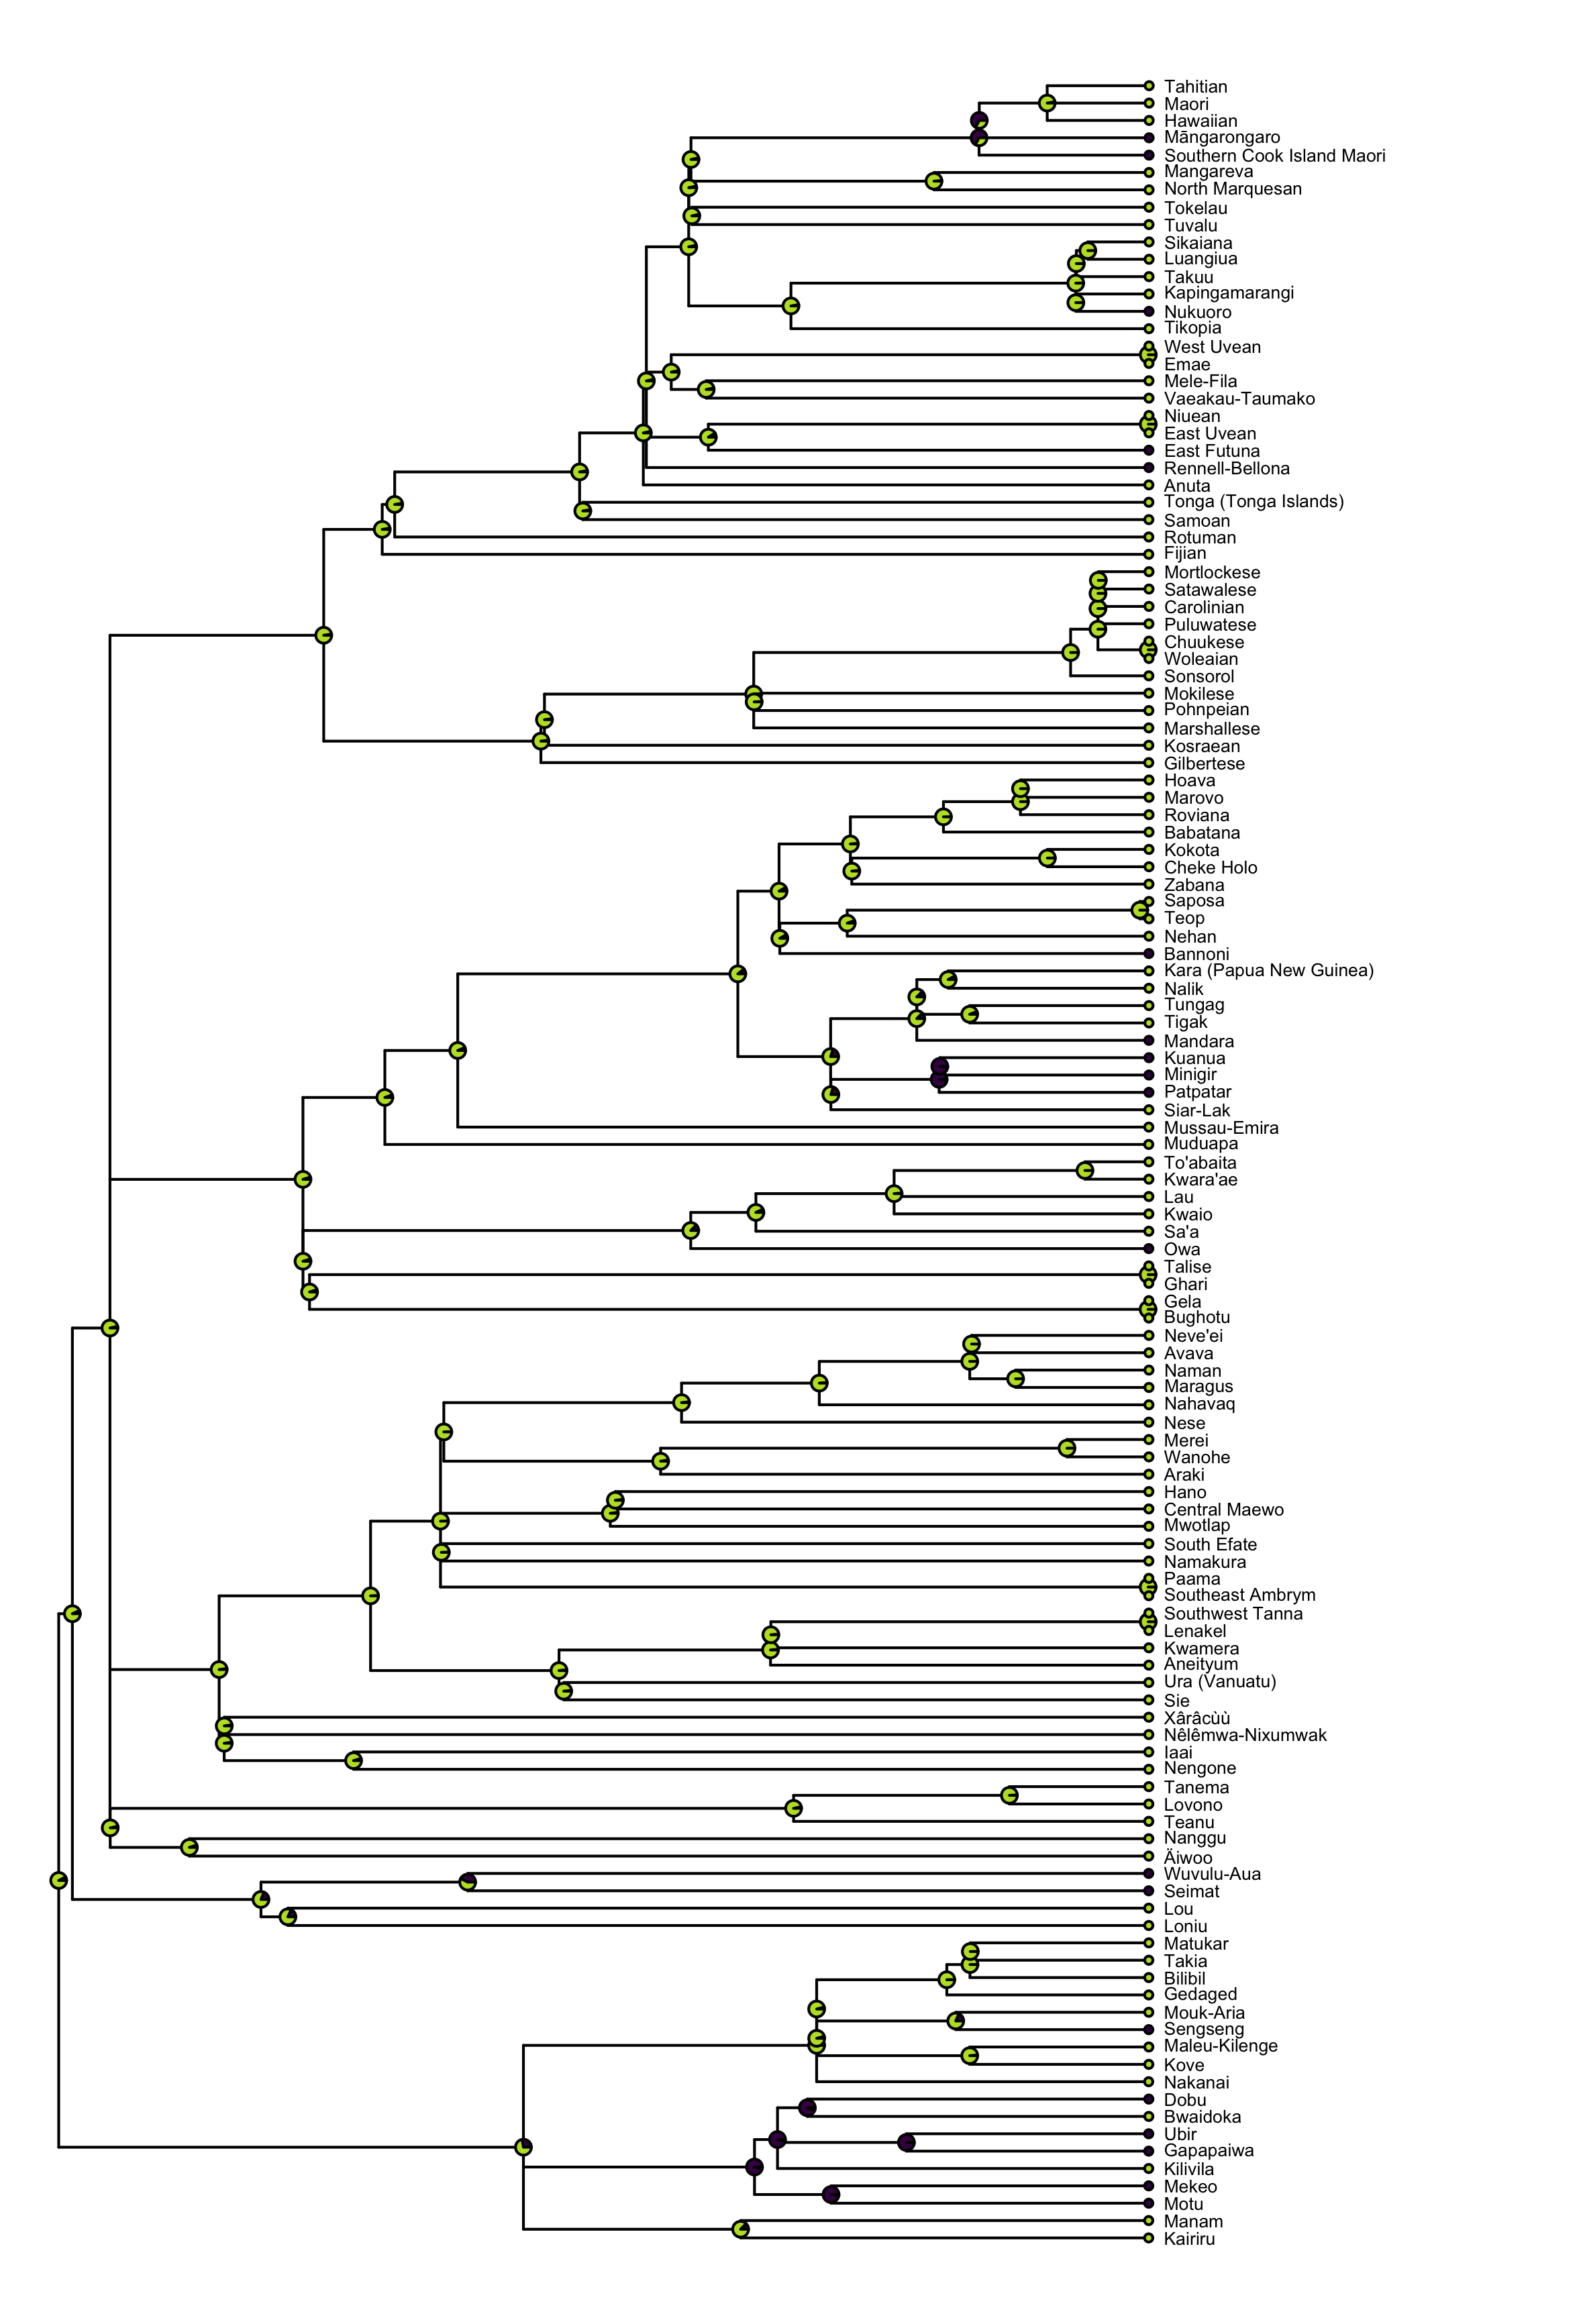 Tahitian
Maori
Hawaiian
Māngarongaro
Southern Cook Island Maori
Mangareva
North Marquesan
Tokelau
Tuvalu
Sikaiana
Luangiua
Takuu
Kapingamarangi
Nukuoro
Tikopia
West Uvean
Emae
Mele-Fila
Vaeakau-Taumako
Niuean
East Uvean
East Futuna
Rennell-Bellona
Anuta
Tonga (Tonga Islands)
Samoan
Rotuman
Fijian
Mortlockese
Satawalese
Carolinian
Puluwatese
Chuukese
Woleaian
Sonsorol
Mokilese
Pohnpeian
Marshallese
Kosraean
Gilbertese
Hoava
Marovo
Roviana
Babatana
Kokota
Cheke Holo
Zabana
Saposa
Teop
Nehan
Bannoni
Kara (Papua New Guinea)
Nalik
Tungag
Tigak
Mandara
Kuanua
Minigir
Patpatar
Siar-Lak
Mussau-Emira
Muduapa
To'abaita
Kwara'ae
Lau
Kwaio
Sa'a
Owa
Talise
Ghari
Gela
Bughotu
Neve'ei
Avava
Naman
Maragus
Nahavaq
Nese
Merei
Wanohe
Araki
Hano
Central Maewo
Mwotlap
South Efate
Namakura
Paama
Southeast Ambrym
Southwest Tanna
Lenakel
Kwamera
Aneityum
Ura (Vanuatu)
Sie
Xârâcùù
Nêlêmwa-Nixumwak
Iaai
Nengone
Tanema
Lovono
Teanu
Nanggu
Äiwoo
Wuvulu-Aua
Seimat
Lou
Loniu
Matukar
Takia
Bilibil
Gedaged
Mouk-Aria
Sengseng
Maleu-Kilenge
Kove
Nakanai
Dobu
Bwaidoka
Ubir
Gapapaiwa
Kilivila
Mekeo
Motu
Manam
Kairiru